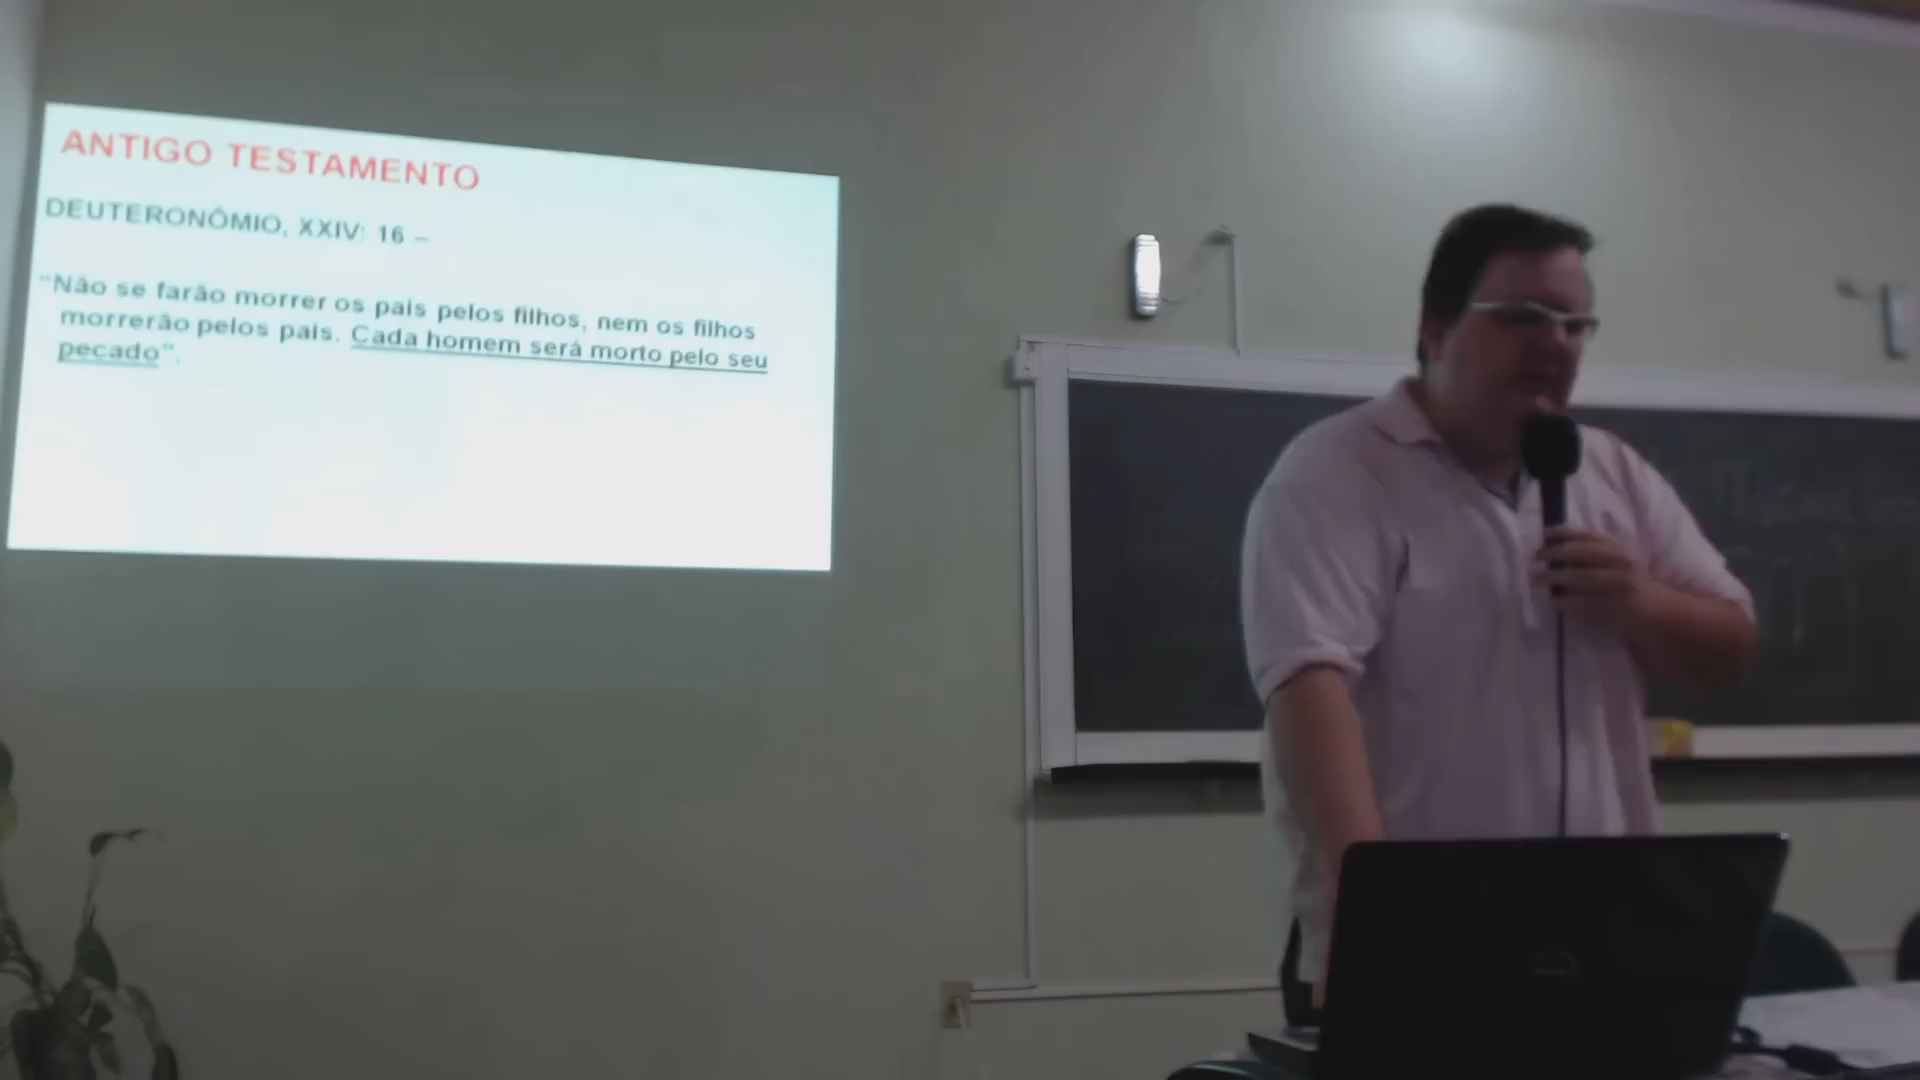 ANTIGO TESTAMENTO
DEUTERONÔMIO, XXIV: 16 –
“Não se farão morrer os pais pelos filhos, nem os filhos
morrerão pelos pais. Cada homem será morto pelo seu
pecado”.